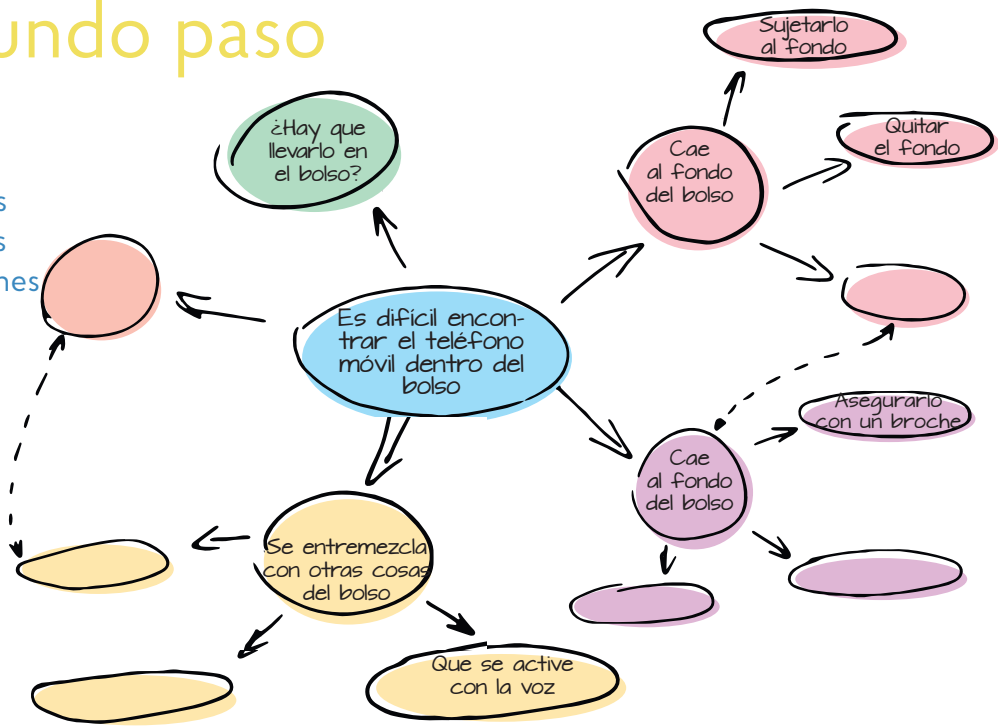 undo paso
s
s
nes
¿Hay que
llevarlo en
el bolso?
Es difícil encon-
trar el teléfono
móvil dentro del
bolso
Cae
al fondo
del bolso
Sujetarlo
al fondo
Quitar
el fondo
Cae
al fondo
del bolso
Asegurarlo
con un broche
Se entremezcla
con otras cosas
del bolso
Que se active
con la voz